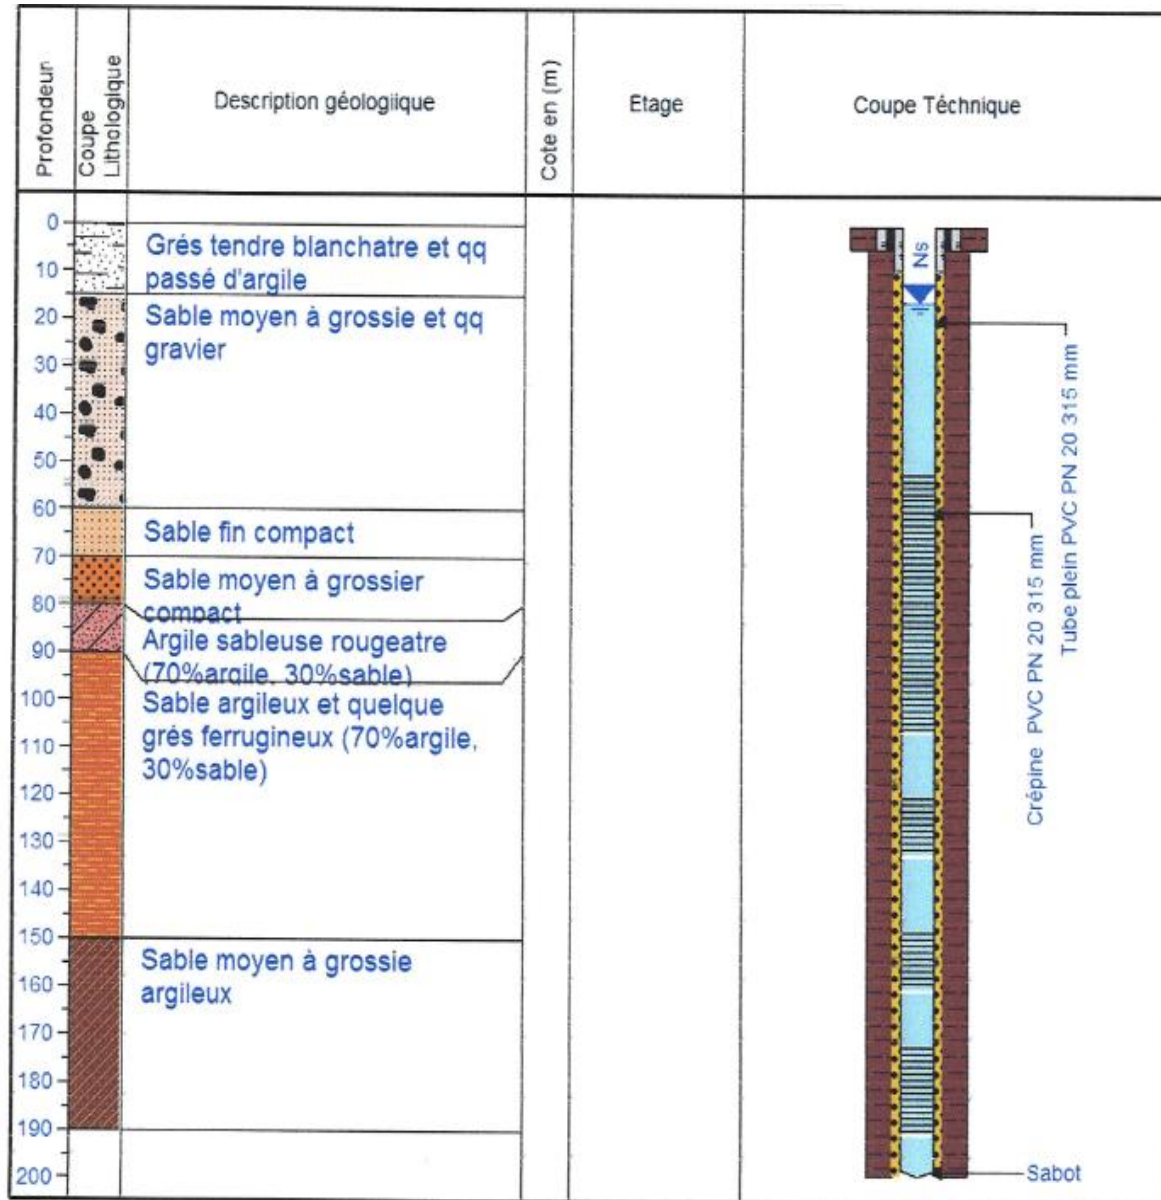 Profondeur
Coupe
Lithologique
Description géologiique
Cote en (m)
Etage
Coupe Téchnique
0
10
20
30
40
50
60
70
80
90
100
110
120
130
140
150
160
170
180
190
200
Grés tendre blanchatre et qq
passé d'argile
Sable moyen à grossie et qq
gravier
Sable fin compact
Sable moyen à grossier
compact
Argile sableuse rougeatre
(70%argile, 30%sable)
Sable argileux et quelque
grés ferrugineux (70%argile,
30%sable)
Sable moyen à grossie
argileux
Ns
Tube plein PVC PN 20 315 mm
Crépine PVC PN 20 315 mm
Sabot